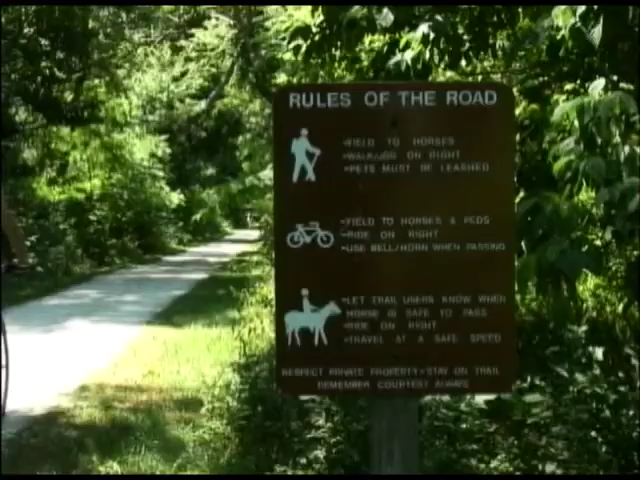 RULES OF THE ROAD
•YIELD TO HORSES
•WALK/JOG ON RIGHT
•PETS MUST BE LEASHED
•YIELD TO HORSES & PEDS
•RIDE ON RIGHT
•USE BELL/HORN WHEN PASSING
•LET TRAIL USERS KNOW WHEN
HORSE IS SAFE TO PASS
•RIDE ON RIGHT
•TRAVEL AT A SAFE SPEED
RESPECT PRIVATE PROPERTY•STAY ON TRAIL
REMEMBER COURTESY ALWAYS